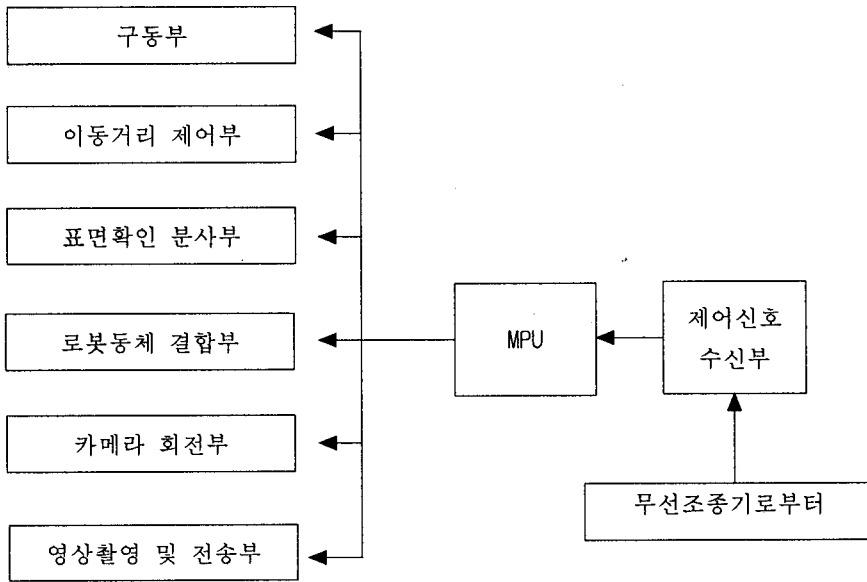 구동부
이동거리 제어부
표면확인 분사부
로봇동체 결합부
카메라 회전부
영상촬영 및 전송부
MPU
제어신호
수신부
무선조종기로부터